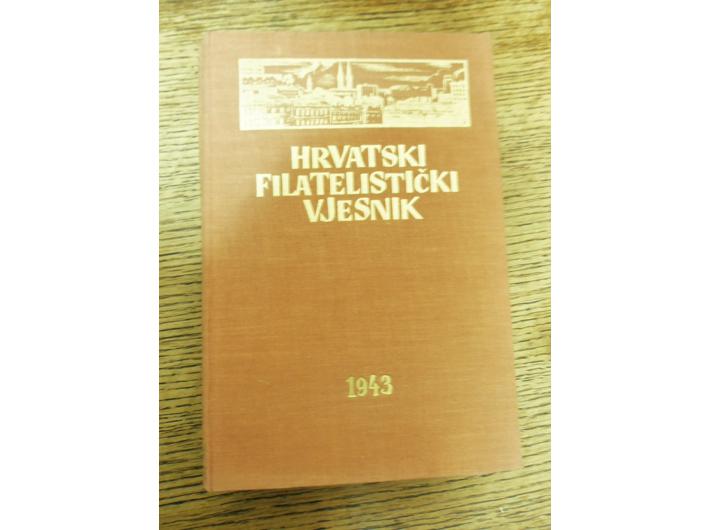 HRVATSKI
FILATELISTIČKI
VJESNIK
1943